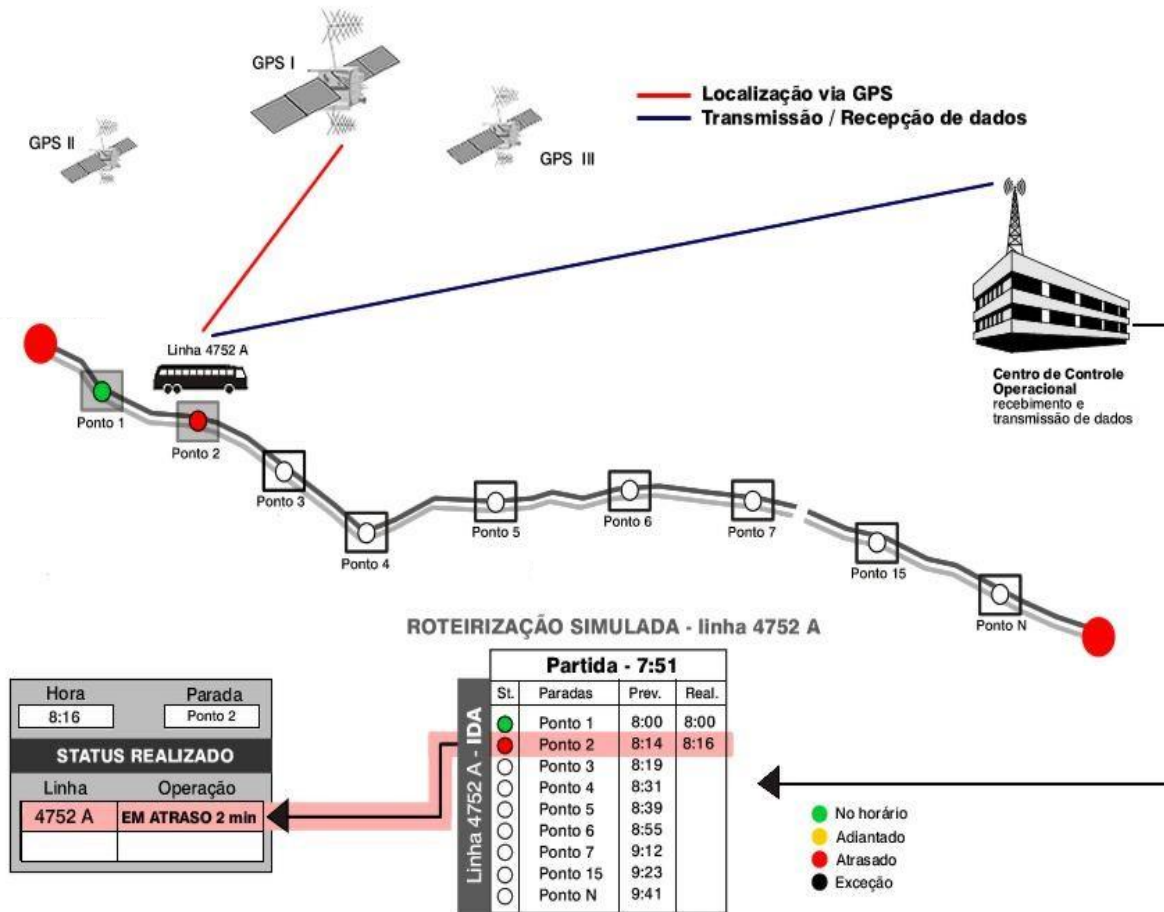 GPS I
GPS II
GPS III
Localização via GPS
Transmissão / Recepção de dados
Linha 4752 A
Centro de Controle
Operacional
recebimento e
transmissão de dados
Ponto 1
Ponto 2
Ponto 3
Ponto 4
Ponto 5
Ponto 6
Ponto 7
Ponto 15
Ponto N
ROTEIRIZAÇÃO SIMULADA - linha 4752 A
Hora Parada
8:16 Ponto 2
STATUS REALIZADO
Linha Operação
4752 A EM ATRASO 2 min
Linha 4752 A - IDA
Partida - 7:51
St. Paradas Prev. Real.
Ponto 1 8:00 8:00
Ponto 2 8:14 8:16
Ponto 3 8:19
Ponto 4 8:31
Ponto 5 8:39
Ponto 6 8:55
Ponto 7 9:12
Ponto 15 9:23
Ponto N 9:41
No horário
Adiantado
Atrasado
Exceção